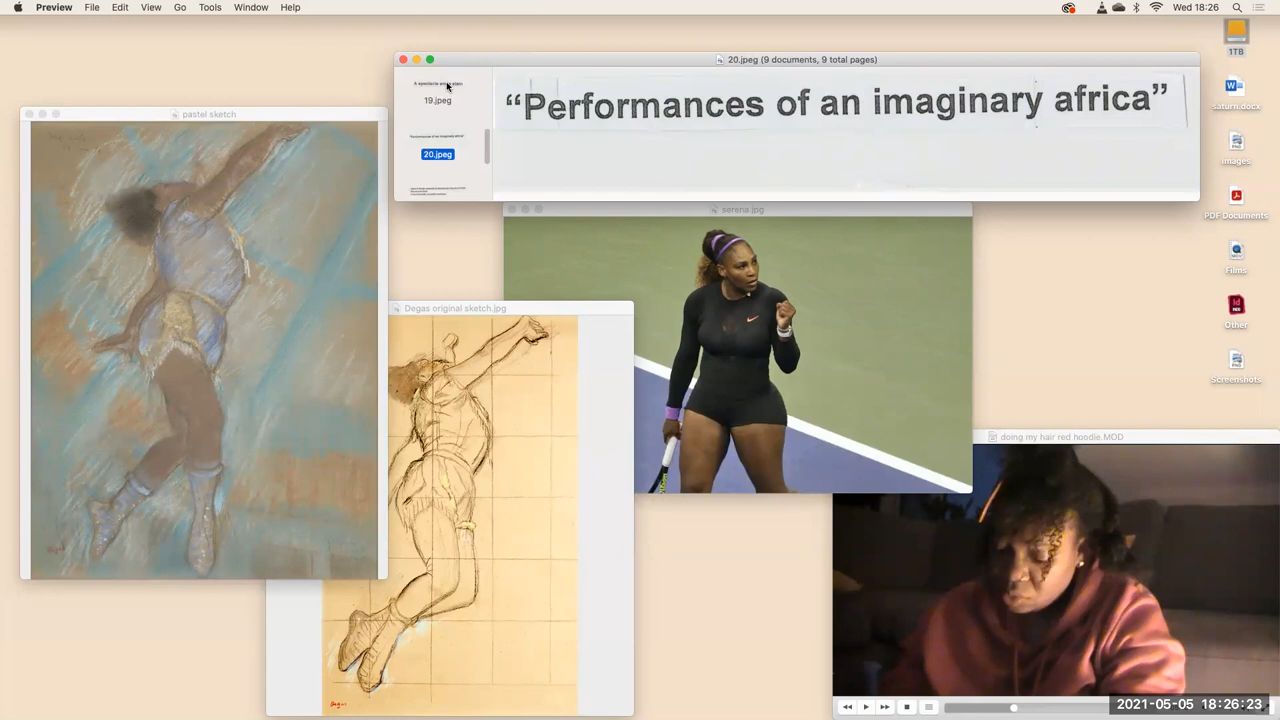 Preview File Edit View Go Tools Window Help
Wed 18:26
20.jpeg (9 documents, 9 total pages)
19.jpeg
20.jpeg
“Performances of an imaginary africa”
pastel sketch
serena.jpg
Degas original sketch.jpg
Degas
doing my hair red hoodie.MOD
1TB
saturn.docx
Images
PDF Documents
Films
Other
Screenshots
2021-05-05 18:26:23